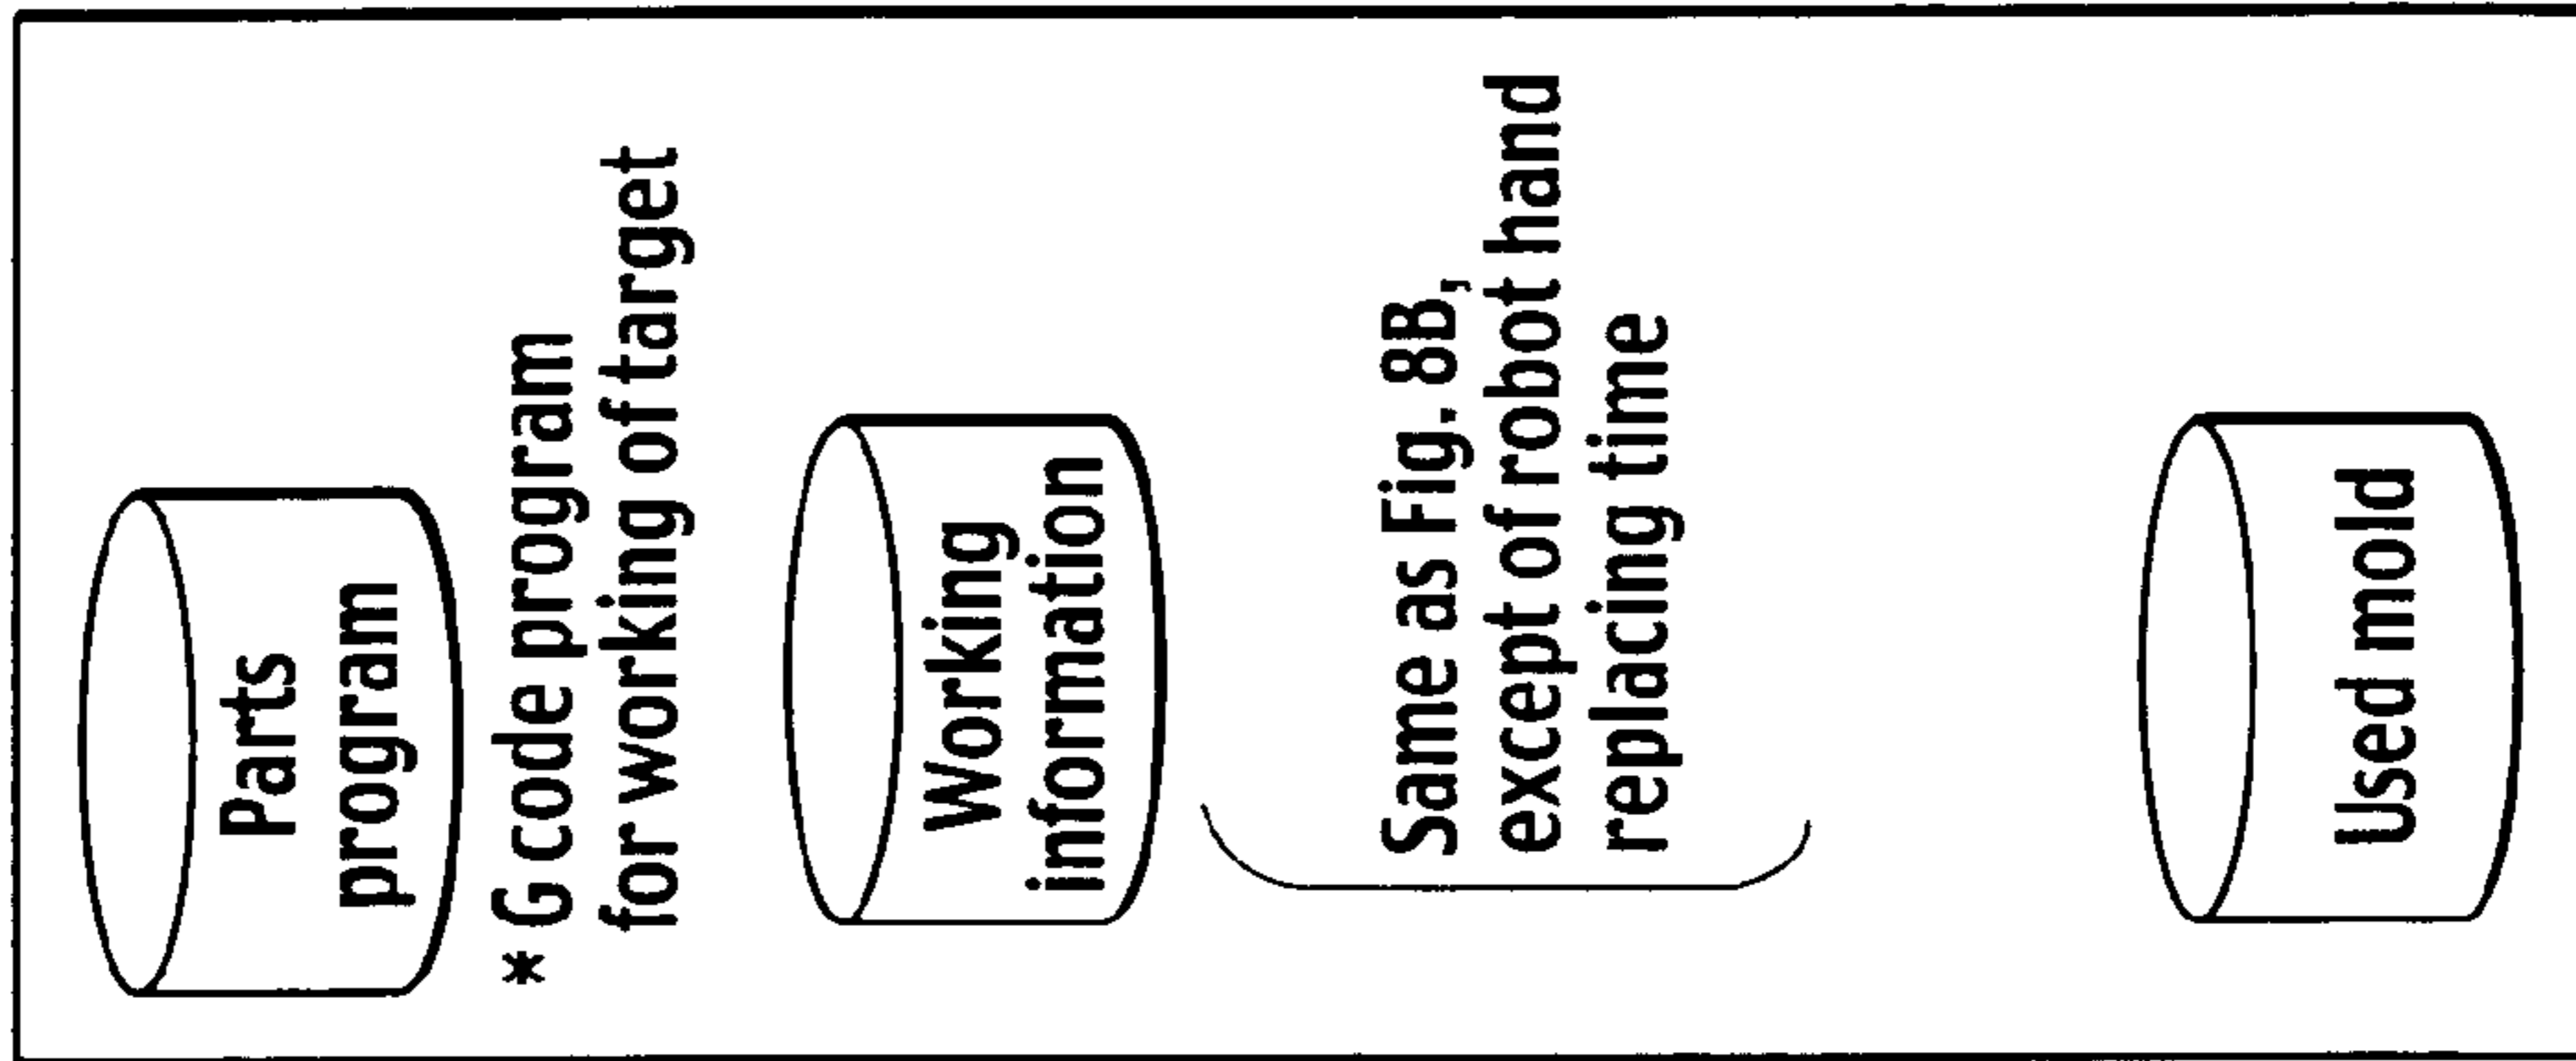 Parts
program
* G code program
for working of target
Working
information
Same as Fig. 8B,
except of robot hand
replacing time
Used mold